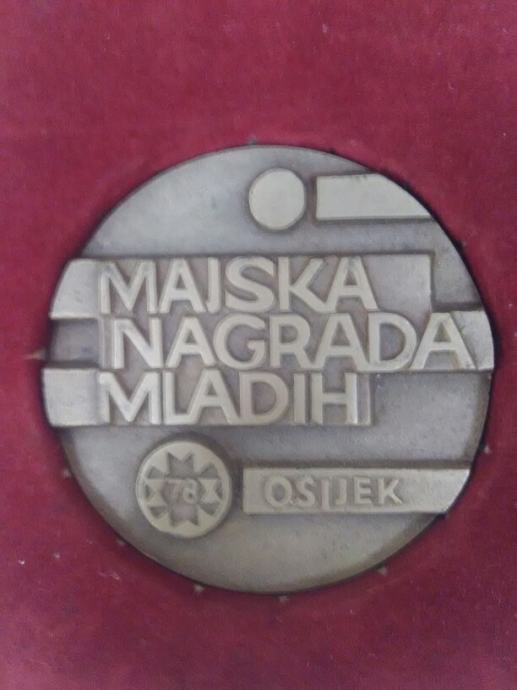 MAJSKA
NAGRADA
MLADIH
78
OSIJEK